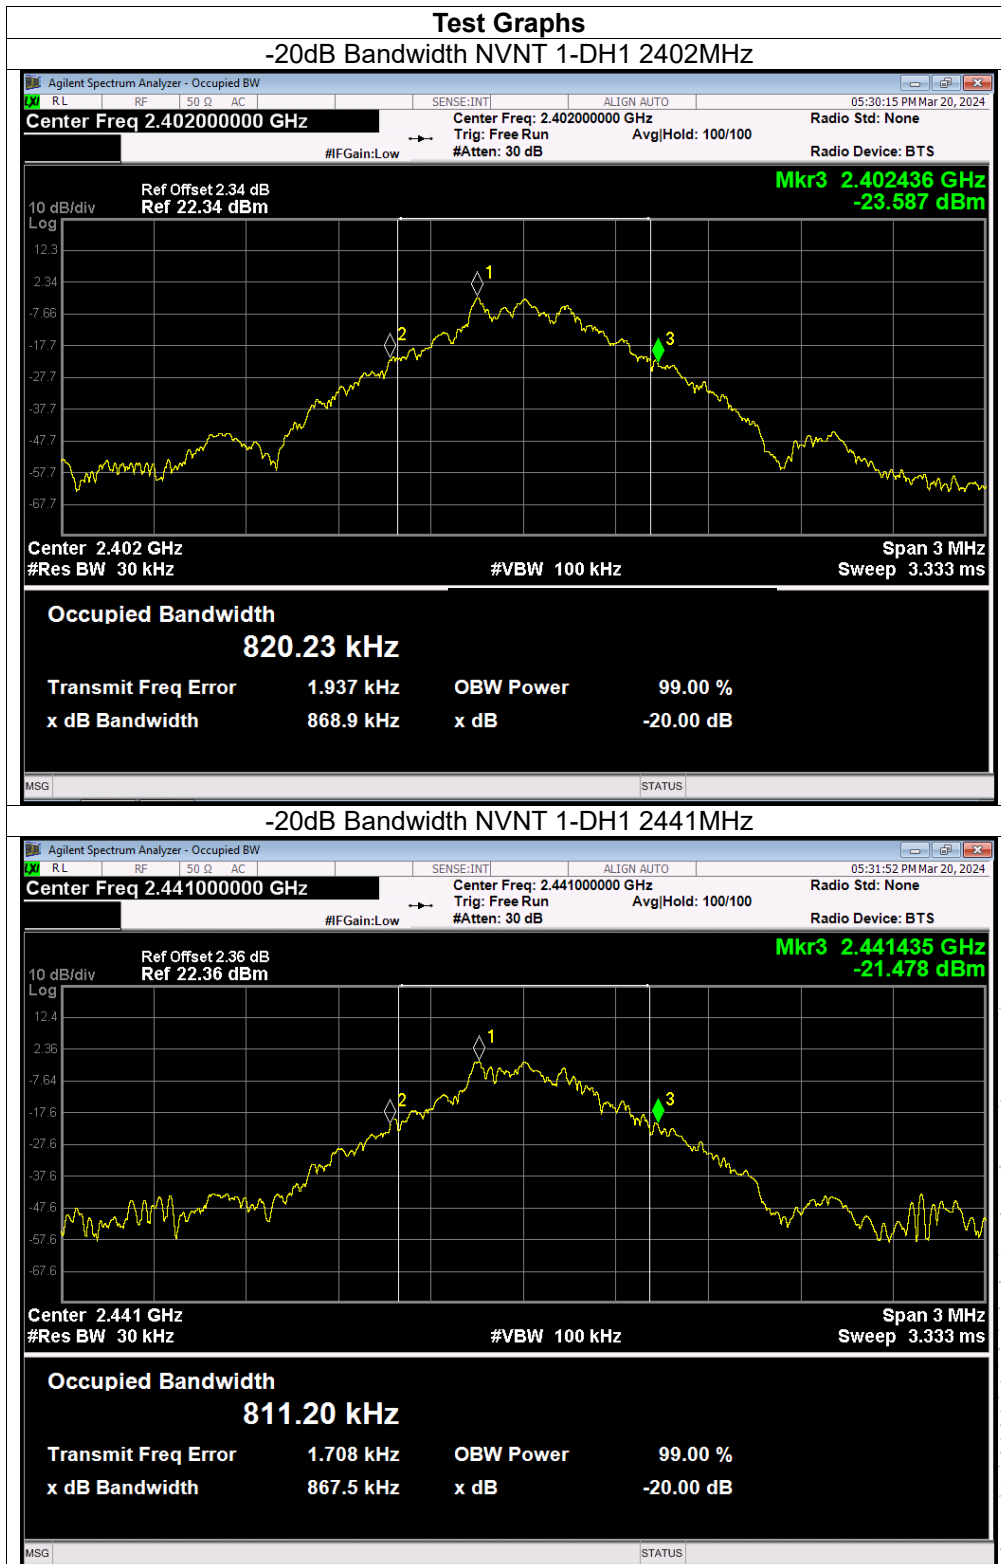 Test Graphs
-20dB Bandwidth NVNT 1-DH1 2402MHz
Agilent Spectrum Analyzer - Occupied BW
LXI RL RF 50 Ω AC SENSE:INT ALIGN AUTO 05:30:15 PM Mar 20, 2024
Center Freq 2.402000000 GHz Center Freq: 2.402000000 GHz Radio Std: None
Trig: Free Run Avg|Hold: 100/100
#IFGain:Low #Atten: 30 dB Radio Device: BTS
Mkr3 2.402436 GHz
Ref Offset 2.34 dB -23.587 dBm
10 dB/div Ref 22.34 dBm
Log
12.3
1
2.34
-7.66
2
3
-17.7
-27.7
-37.7
-47.7
-57.7
-67.7
Center 2.402 GHz Span 3 MHz
#Res BW 30 kHz #VBW 100 kHz Sweep 3.333 ms
Occupied Bandwidth
820.23 kHz
Transmit Freq Error 1.937 kHz OBW Power 99.00 %
x dB Bandwidth 868.9 kHz x dB -20.00 dB
MSG STATUS
-20dB Bandwidth NVNT 1-DH1 2441MHz
Agilent Spectrum Analyzer - Occupied BW
LXI RL RF 50 Ω AC SENSE:INT ALIGN AUTO 05:31:52 PM Mar 20, 2024
Center Freq 2.441000000 GHz Center Freq: 2.441000000 GHz Radio Std: None
Trig: Free Run Avg|Hold: 100/100
#IFGain:Low #Atten: 30 dB Radio Device: BTS
Mkr3 2.441435 GHz
Ref Offset 2.36 dB -21.478 dBm
10 dB/div Ref 22.36 dBm
Log
12.4
1
2.36
-7.64
2
3
-17.6
-27.6
-37.6
-47.6
-57.6
-67.6
Center 2.441 GHz Span 3 MHz
#Res BW 30 kHz #VBW 100 kHz Sweep 3.333 ms
Occupied Bandwidth
811.20 kHz
Transmit Freq Error 1.708 kHz OBW Power 99.00 %
x dB Bandwidth 867.5 kHz x dB -20.00 dB
MSG STATUS